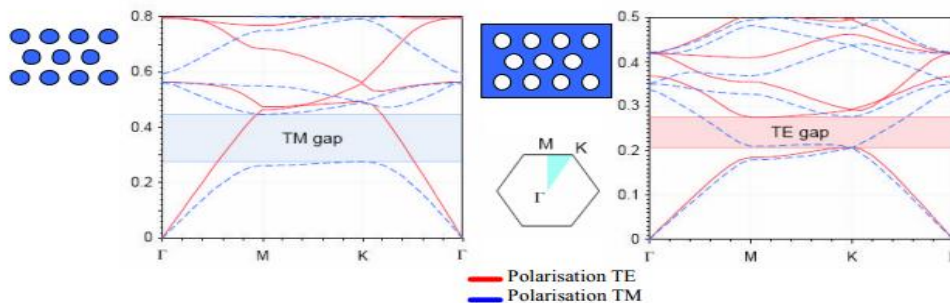 0.8
0.6
0.4
0.2
0
TM gap
Γ
M
K
Γ
M
K
Γ
0.5
0.4
0.3
0.2
0.1
0
TE gap
Γ
M
K
Polarisation TE
Polarisation TM